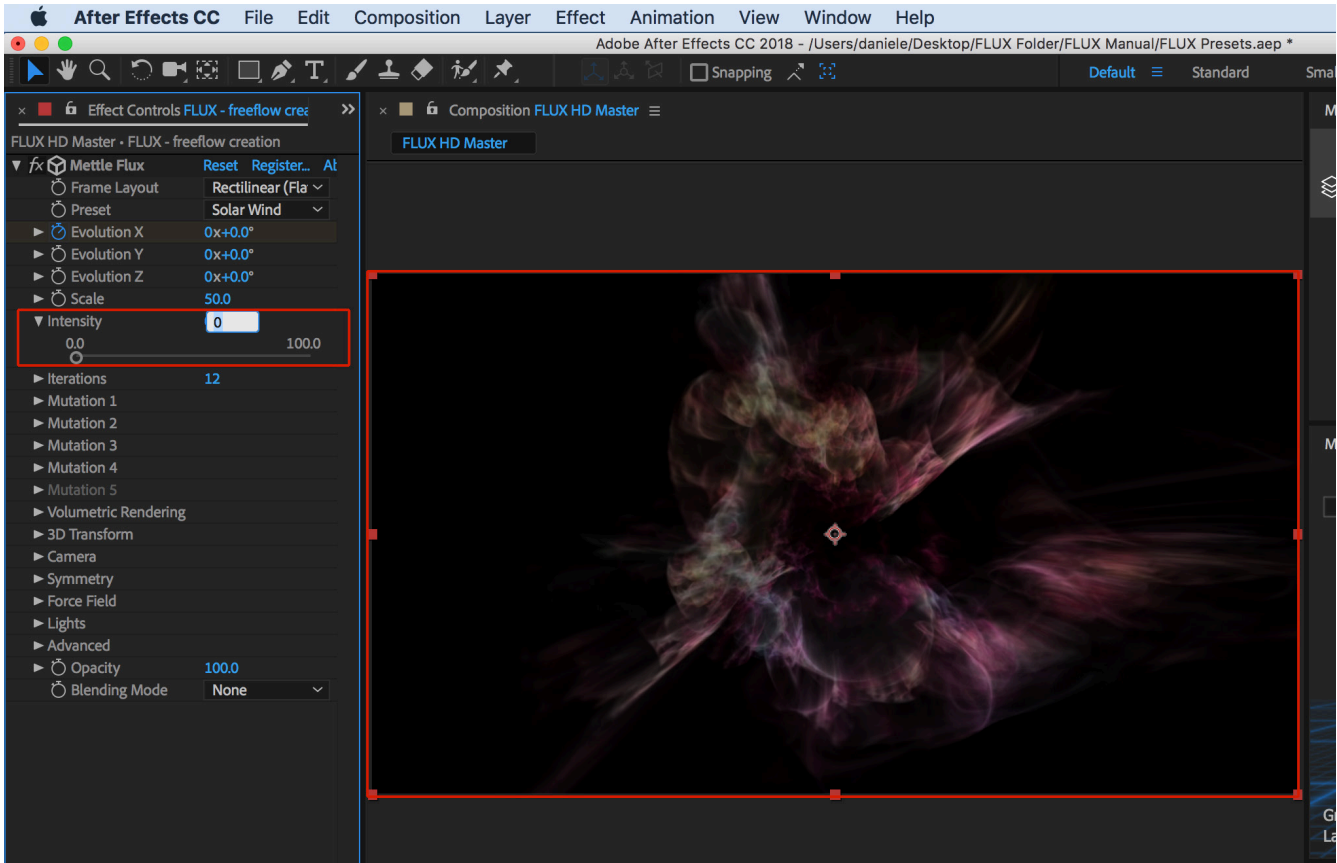 After Effects CC File Edit Composition Layer Effect Animation View Window Help
Adobe After Effects CC 2018 - /Users/daniele/Desktop/FLUX Folder/FLUX Manual/FLUX Presets.aep *
T Snapping Default Standard Smal
Effect Controls FLUX - freeflow crea
Composition FLUX HD Master
FLUX HD Master • FLUX - freeflow creation
FLUX HD Master
fx Mettle Flux Reset Register... Ab
Frame Layout Rectilinear (Fla
Preset Solar Wind
Evolution X 0x+0.0°
Evolution Y 0x+0.0°
Evolution Z 0x+0.0°
Scale 50.0
Intensity 0
0.0 100.0
Iterations 12
Mutation 1
Mutation 2
Mutation 3
Mutation 4
Mutation 5
Volumetric Rendering
3D Transform
Camera
Symmetry
Force Field
Lights
Advanced
Opacity 100.0
Blending Mode None
M
M
Gr
La